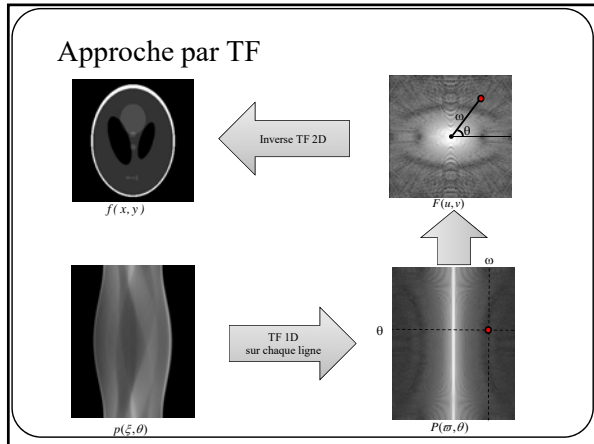 Approche par TF
Inverse TF 2D
ω
θ
f(x, y)
F(u,v)
ω
TF 1D
sur chaque ligne
θ
p(ξ,θ)
P(ϖ,θ)